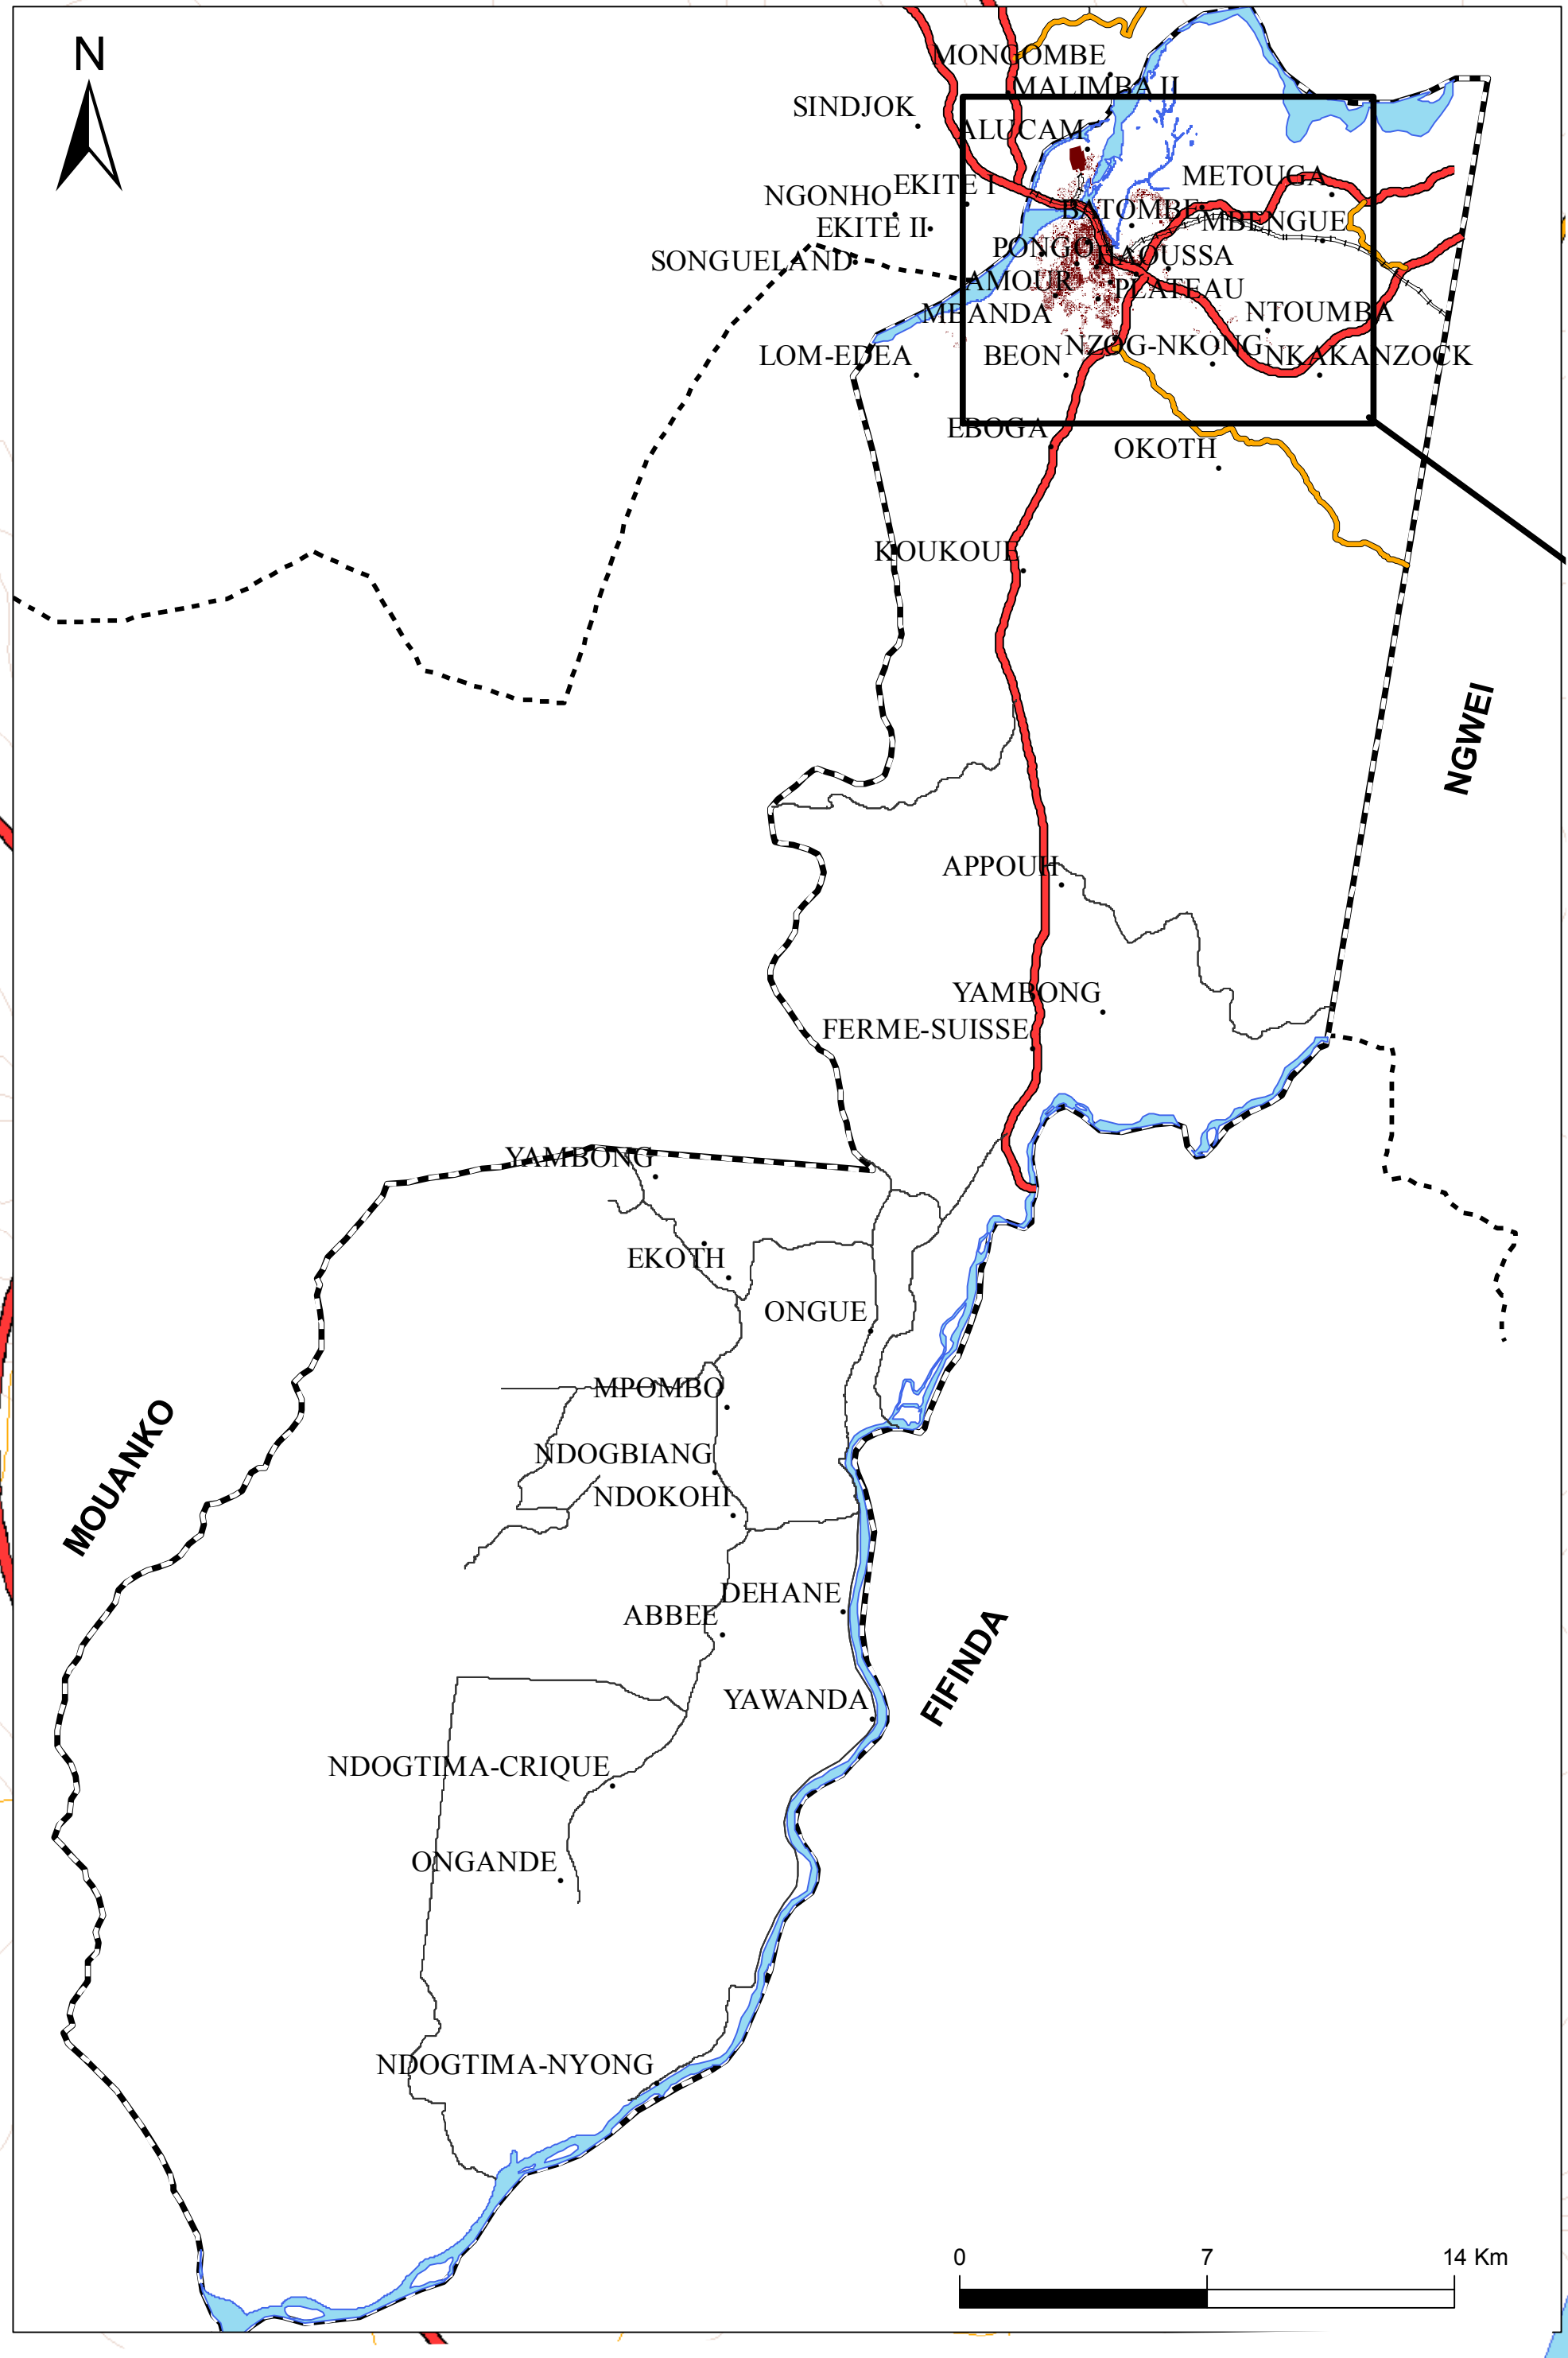 N
MONGOMBE
MALIMBA II
SINDJOK
ALUCAM
METOUGA
EKITE I
NGONHO
BATOMBE
MBENGUE
EKITE II
PONGO
HAOUSSA
SONGUELAND
AMOUR
PLATEAU
MBANDA
NTOUMBA
LOM-EDEA
BEON
NZOG-NKONG
NKAKANZOCK
EBOGA
OKOTH
KOUKOUE
NGWEI
APPOUH
YAMBONG
FERME-SUISSE
YAMBONG
EKOTH
ONGUE
MPOMBO
MOUANKO
NDOGBIANG
NDOKOHI
DEHANE
ABBEE
FIFINDA
YAWANDA
NDOGTIMA-CRIQUE
ONGANDE
NDOGTIMA-NYONG
0 7 14 Km